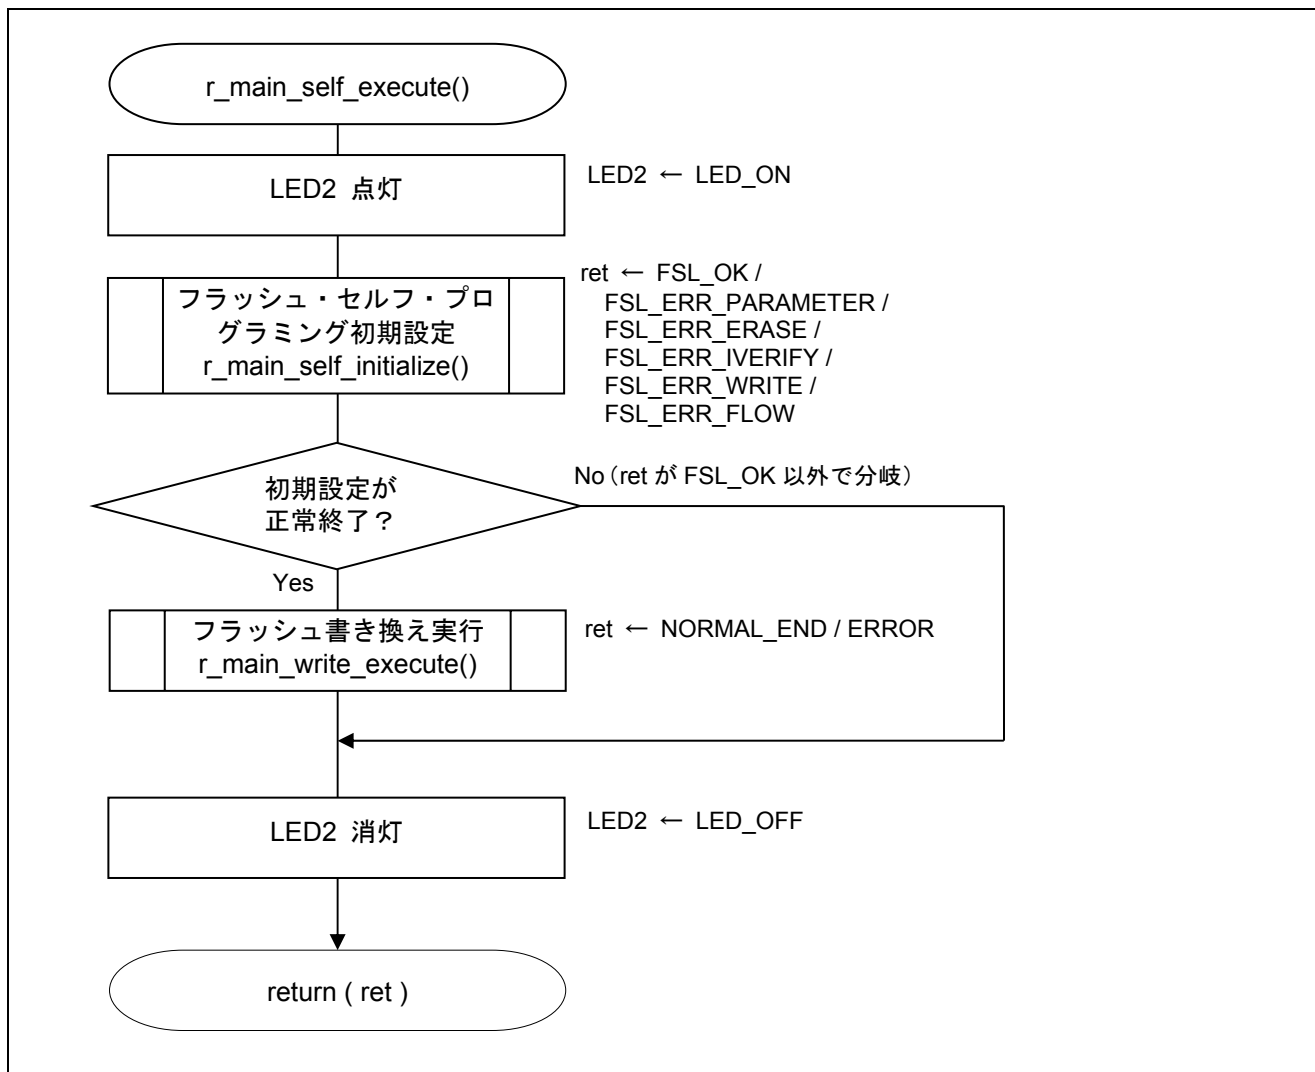 r_main_self_execute()
LED2 点灯
LED2 ← LED_ON
フラッシュ・セルフ・プロ
グラミング初期設定
r_main_self_initialize()
ret ← FSL_OK /
FSL_ERR_PARAMETER /
FSL_ERR_ERASE /
FSL_ERR_IVERIFY /
FSL_ERR_WRITE /
FSL_ERR_FLOW
初期設定が
正常終了？
No（ret が FSL_OK 以外で分岐）
Yes
フラッシュ書き換え実行
r_main_write_execute()
ret ← NORMAL_END / ERROR
LED2 消灯
LED2 ← LED_OFF
return ( ret )